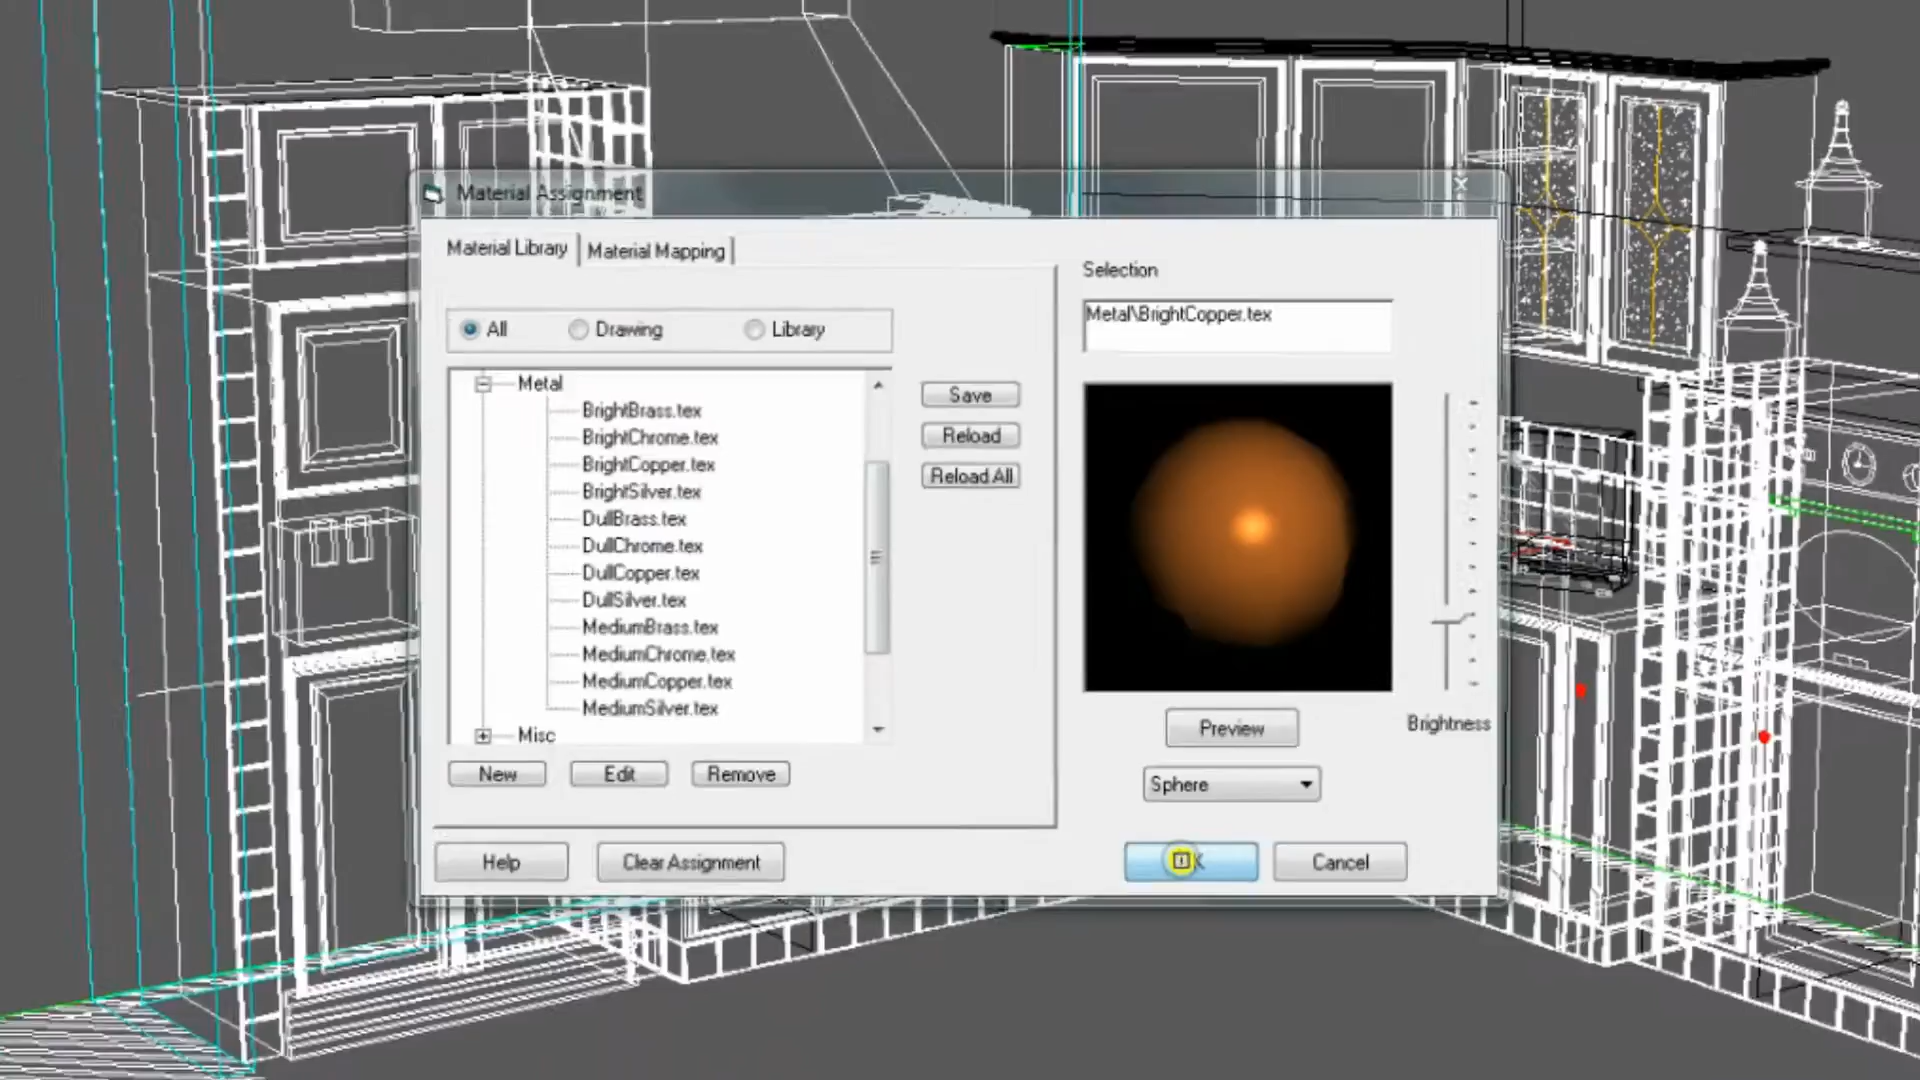 Material Assignment
Material Library
Material Mapping
All
Drawing
Library
Metal
BrightBrass.tex
BrightChrome.tex
BrightCopper.tex
BrightSilver.tex
DullBrass.tex
DullChrome.tex
DullCopper.tex
DullSilver.tex
MediumBrass.tex
MediumChrome.tex
MediumCopper.tex
MediumSilver.tex
Misc
Save
Reload
Reload All
New
Edit
Remove
Help
Clear Assignment
Selection
Metal\BrightCopper.tex
Brightness
Preview
Sphere
Cancel